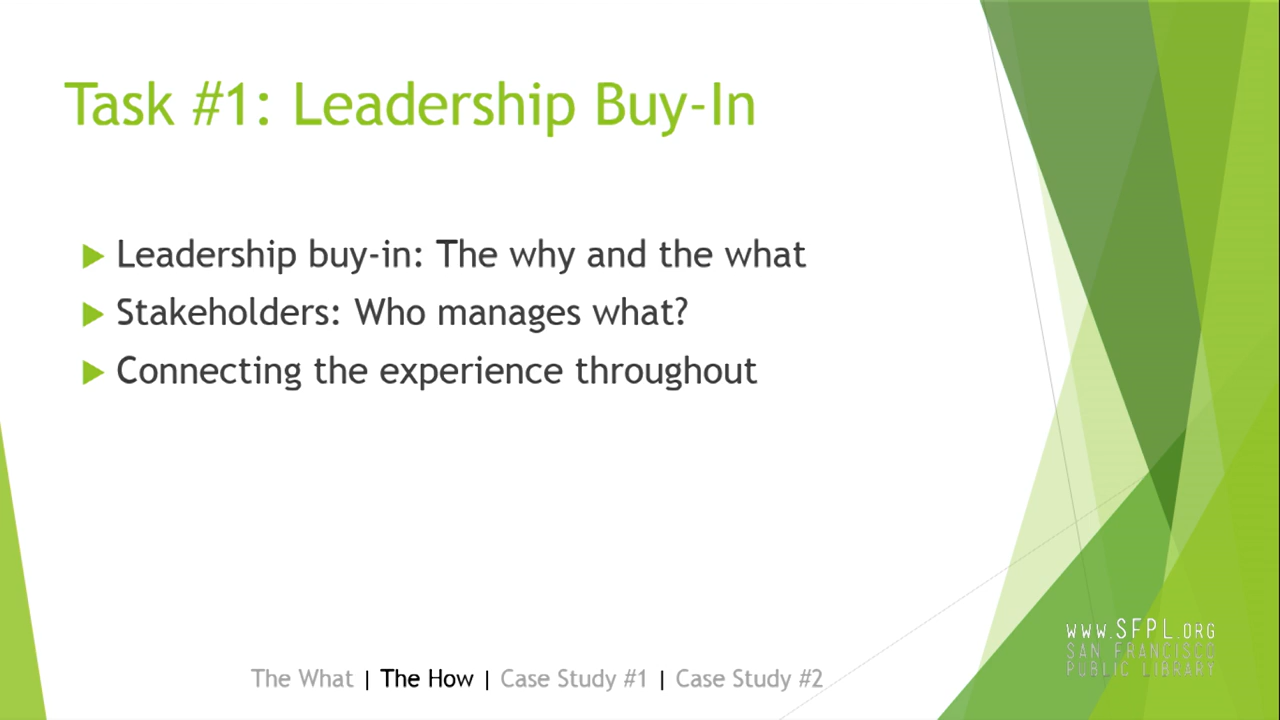 Task #1: Leadership Buy-In
Leadership buy-in: The why and the what
Stakeholders: Who manages what?
Connecting the experience throughout
The What | The How | Case Study #1 | Case Study #2
www.SFPL.ORG
SAN FRANCISCO
PUBLIC LIBRARY